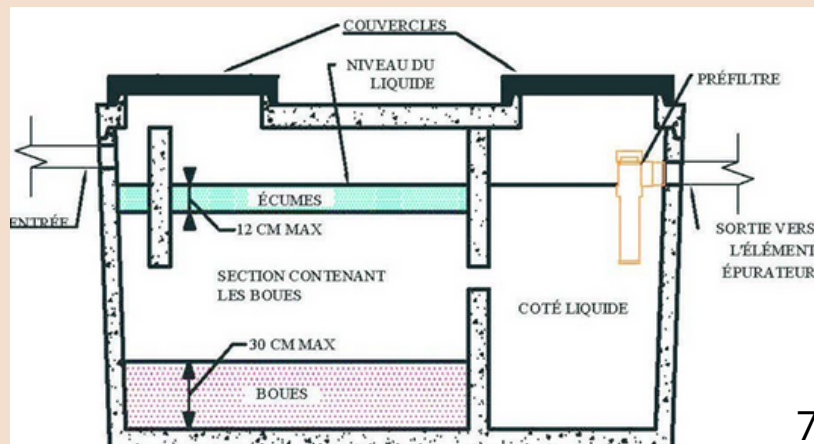 COUVERCLES
NIVEAU DU
LIQUIDE
PRÉFILTRE
ÉCUMES
ENTRÉE
12 CM MAX
SORTIE VERS
L'ÉLÉMENT
ÉPURATEUR
SECTION CONTENANT
LES BOUES
COTÉ LIQUIDE
30 CM MAX
BOUES
7